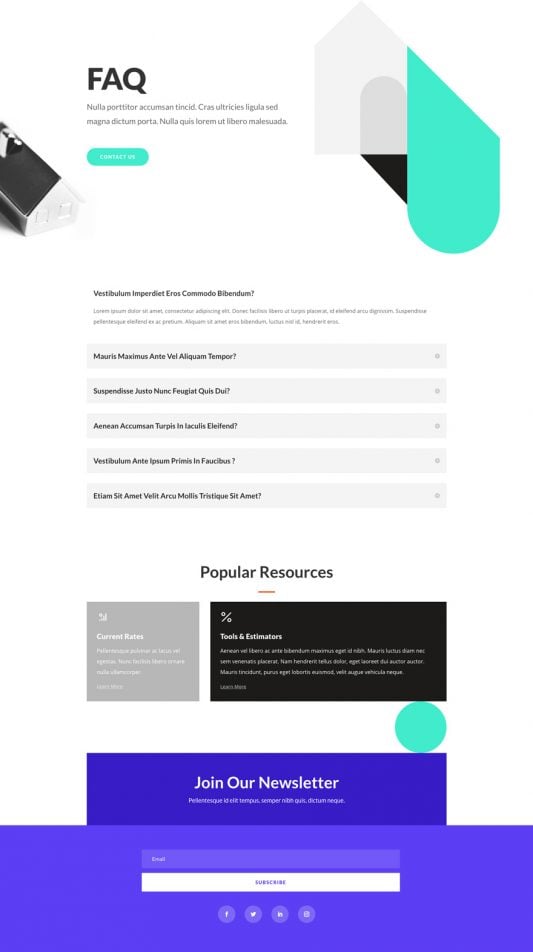 FAQ
Nulla porttitor accumsan tincid. Cras ultricies ligula sed
magna dictum porta. Nulla quis lorem ut libero malesuada.
CONTACT US
Vestibulum Imperdiet Eros Commodo Bibendum?
Lorem ipsum dolor sit amet, consectetur adipiscing elit. Donec facilisis libero ut turpis placerat, id eleifend arcu dignissim. Suspendisse
pellentesque eleifend ex ac pretium. Aliquam sit amet eros bibendum, luctus nisl id, hendrerit eros.
Mauris Maximus Ante Vel Aliquam Tempor?
Suspendisse Justo Nunc Feugiat Quis Dui?
Aenean Accumsan Turpis In Iaculis Eleifend?
Vestibulum Ante Ipsum Primis In Faucibus ?
Etiam Sit Amet Velit Arcu Mollis Tristique Sit Amet?
Popular Resources
Current Rates
Pellentesque pulvinar ac lacus vel
egestas. Nunc facilisis libero ornare
nulla ullamcorper.
Learn More
Tools & Estimators
Aenean vel libero ac ante bibendum maximus eget id nibh. Mauris luctus diam nec
sem venenatis placerat. Nam hendrerit tellus dolor, eget laoreet dui auctor auctor.
Mauris tincidunt, purus eget lobortis euismod, velit augue vehicula neque.
Learn More
Join Our Newsletter
Pellentesque id elit tempus, semper nibh quis, dictum neque.
Email
SUBSCRIBE